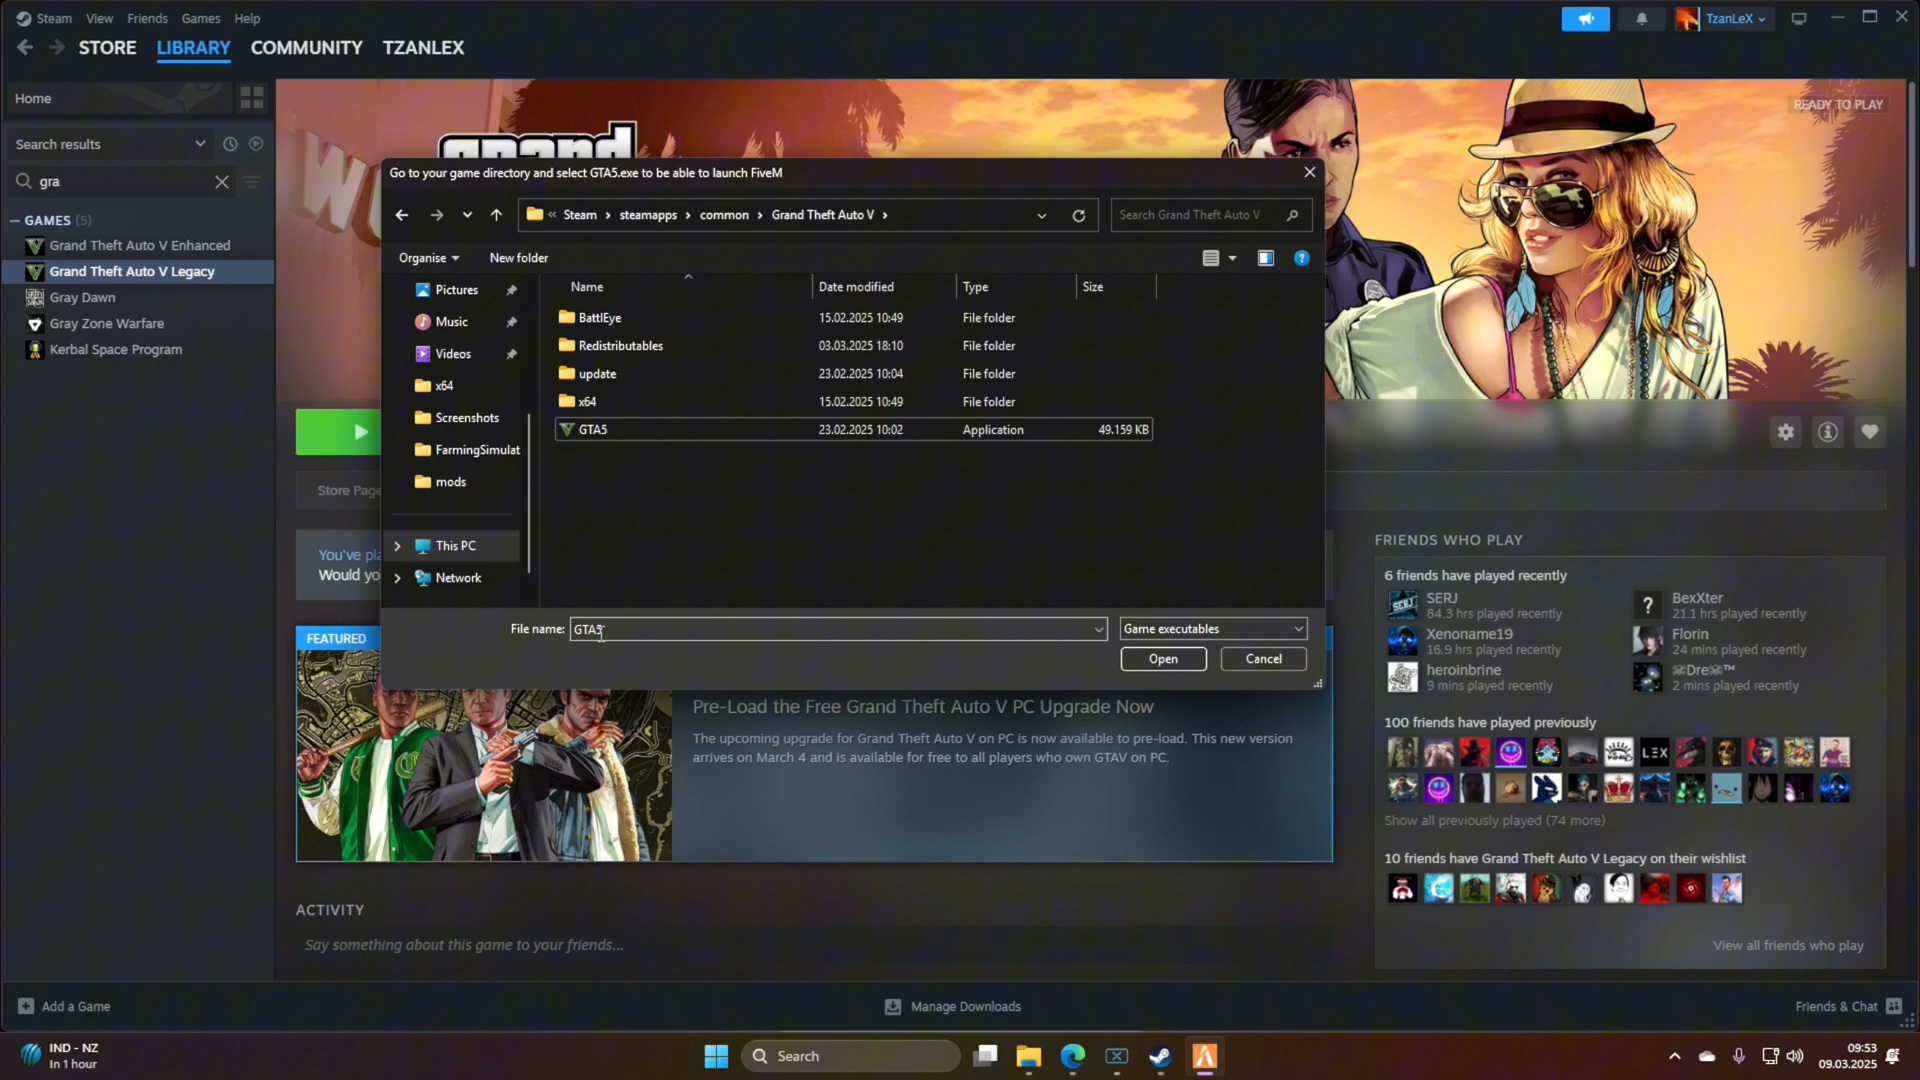 Steam View Friends Games Help
TzanLeX
STORE LIBRARY COMMUNITY TZANLEX
Home
READY TO PLAY
Search results
gra
GAMES (5)
Grand Theft Auto V Enhanced
Grand Theft Auto V Legacy
Gray Dawn
Gray Zone Warfare
Kerbal Space Program
grand
Go to your game directory and select GTA5.exe to be able to launch FiveM
« Steam › steamapps › common › Grand Theft Auto V ›
Search Grand Theft Auto V
Organise New folder
Name Date modified Type Size
Pictures
Music
Videos
x64
Screenshots
FarmingSimulat
mods
This PC
Network
BattlEye 15.02.2025 10:49 File folder
Redistributables 03.03.2025 18:10 File folder
update 23.02.2025 10:04 File folder
x64 15.02.2025 10:49 File folder
GTA5 23.02.2025 10:02 Application 49.159 KB
File name: GTA5 Game executables
Open Cancel
Store Page
You've pla
Would yo
FEATURED
Pre-Load the Free Grand Theft Auto V PC Upgrade Now
The upcoming upgrade for Grand Theft Auto V on PC is now available to pre-load. This new version
arrives on March 4 and is available for free to all players who own GTAV on PC.
ACTIVITY
Say something about this game to your friends...
FRIENDS WHO PLAY
6 friends have played recently
SERJ
84.3 hrs played recently
BexXter
21.1 hrs played recently
Xenoname19
16.9 hrs played recently
Florin
24 mins played recently
heroinbrine
9 mins played recently
☠Dre☠™
2 mins played recently
100 friends have played previously
LEX
Show all previously played (74 more)
10 friends have Grand Theft Auto V Legacy on their wishlist
View all friends who play
Add a Game
Manage Downloads
Friends & Chat
IND - NZ
In 1 hour
Search
09:53
09.03.2025